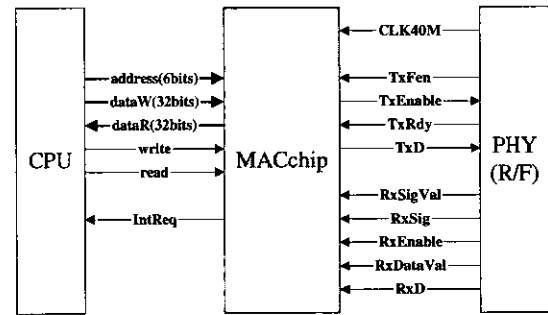 CLK40M
address(6bits)
TxFen
dataW(32bits)
TxEnable
dataR(32bits)
TxRdy
CPU
write
MACchip
TxD
PHY
(R/F)
read
RxSigVal
IntReq
RxSig
RxEnable
RxDataVal
RxD